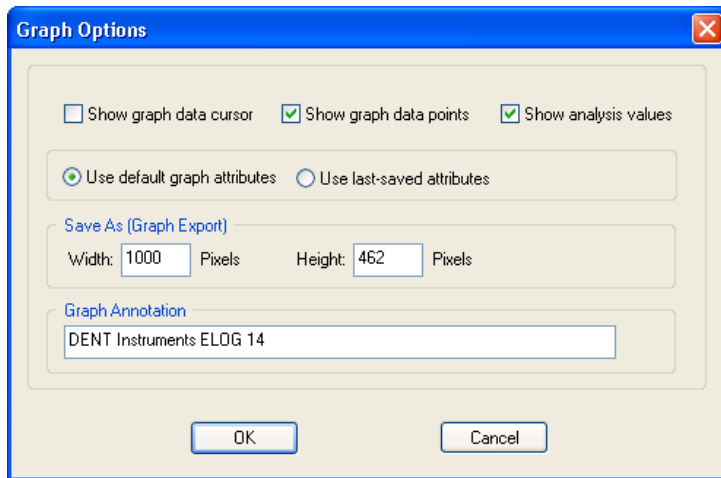 Graph Options
Show graph data cursor Show graph data points Show analysis values
Use default graph attributes Use last-saved attributes
Save As (Graph Export)
Width: 1000 Pixels Height: 462 Pixels
Graph Annotation
DENT Instruments ELOG 14
OK Cancel